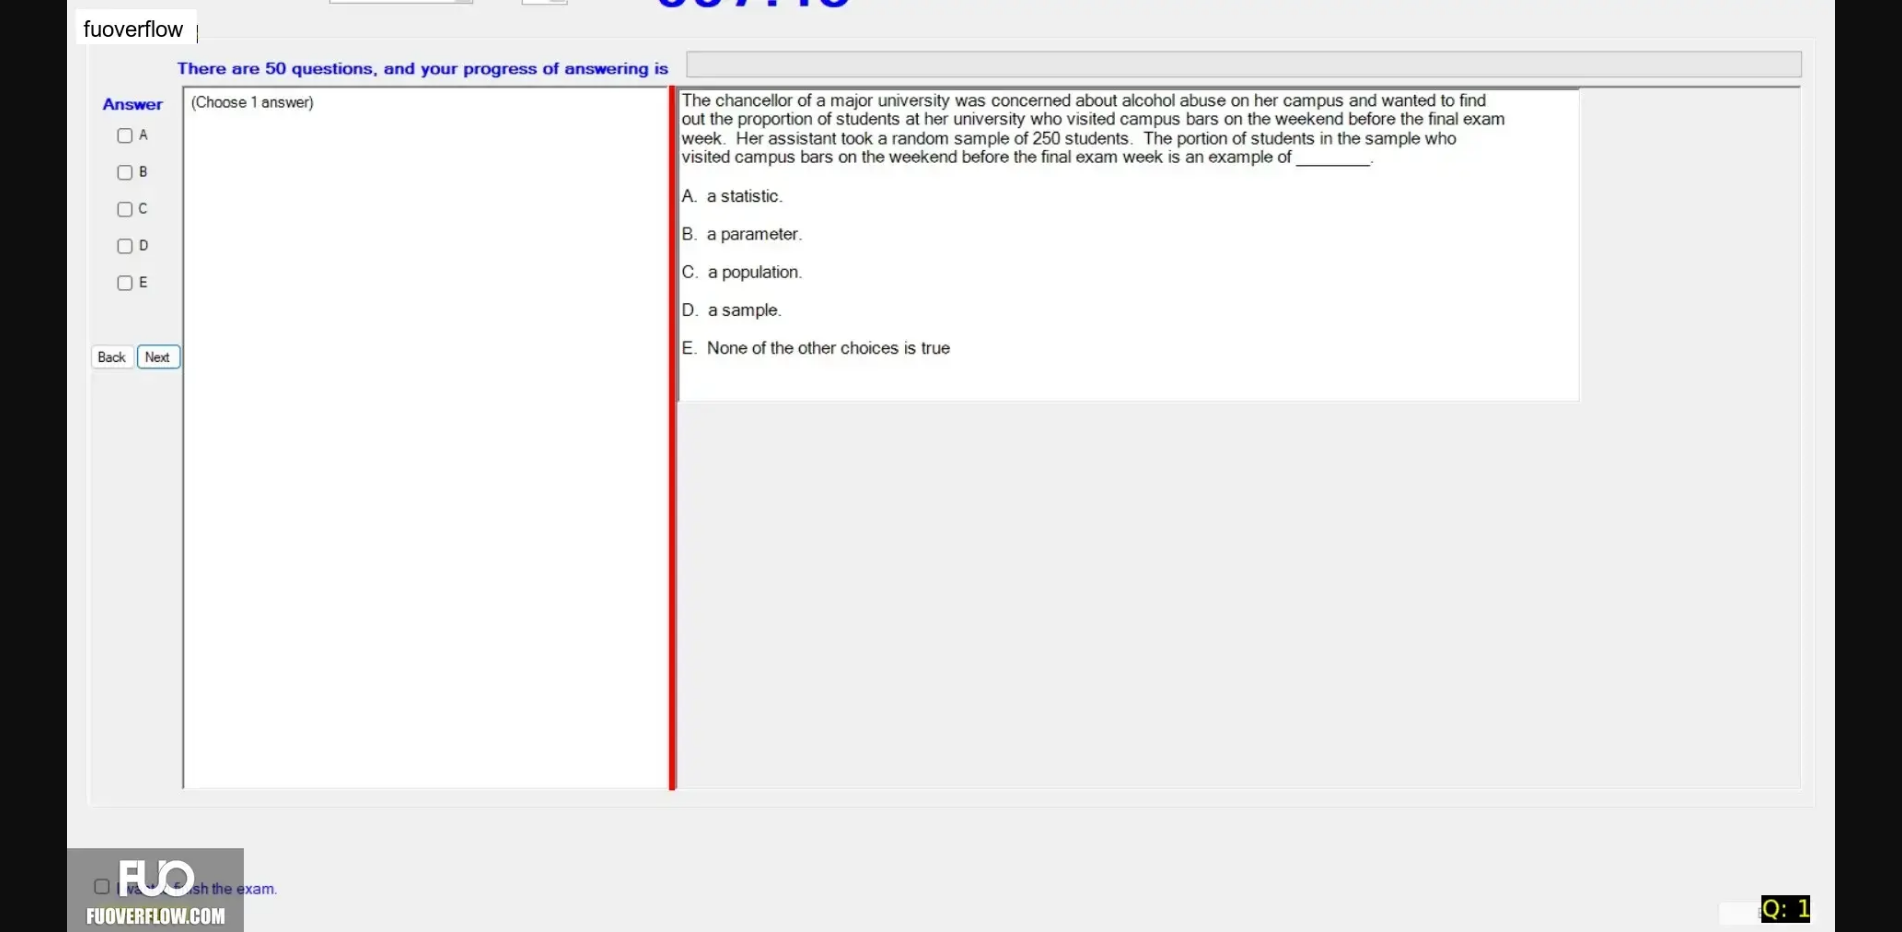 fuoverflow
There are 50 questions, and your progress of answering is
Answer
(Choose 1 answer)
A
B
C
D
E
Back Next
The chancellor of a major university was concerned about alcohol abuse on her campus and wanted to find
out the proportion of students at her university who visited campus bars on the weekend before the final exam
week. Her assistant took a random sample of 250 students. The portion of students in the sample who
visited campus bars on the weekend before the final exam week is an example of ________.
A. a statistic.
B. a parameter.
C. a population.
D. a sample.
E. None of the other choices is true
FUO
the exam.
FUOVERFLOW.COM
Q: 1